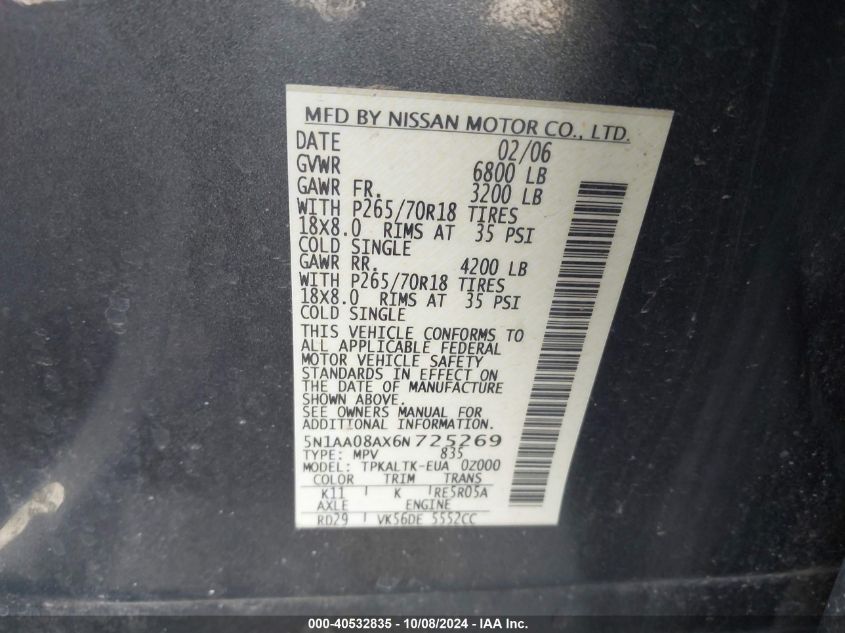 MFD BY NISSAN MOTOR CO., LTD.
DATE 02/06
GVWR 6800 LB
GAWR FR. 3200 LB
WITH P265/70R18 TIRES
18X8.0 RIMS AT 35 PSI
COLD SINGLE
GAWR RR. 4200 LB
WITH P265/70R18 TIRES
18X8.0 RIMS AT 35 PSI
COLD SINGLE
THIS VEHICLE CONFORMS TO
ALL APPLICABLE FEDERAL
MOTOR VEHICLE SAFETY
STANDARDS IN EFFECT ON
THE DATE OF MANUFACTURE
SHOWN ABOVE.
SEE OWNERS MANUAL FOR
ADDITIONAL INFORMATION.
5N1AA08AX6N725269
TYPE: MPV 835
MODEL: TPKALTK-EUA 0Z000
COLOR TRIM TRANS
K11 K RE5R05A
AXLE ENGINE
RD29 VK56DE 5552CC
000-40532835 - 10/08/2024 - IAA Inc.